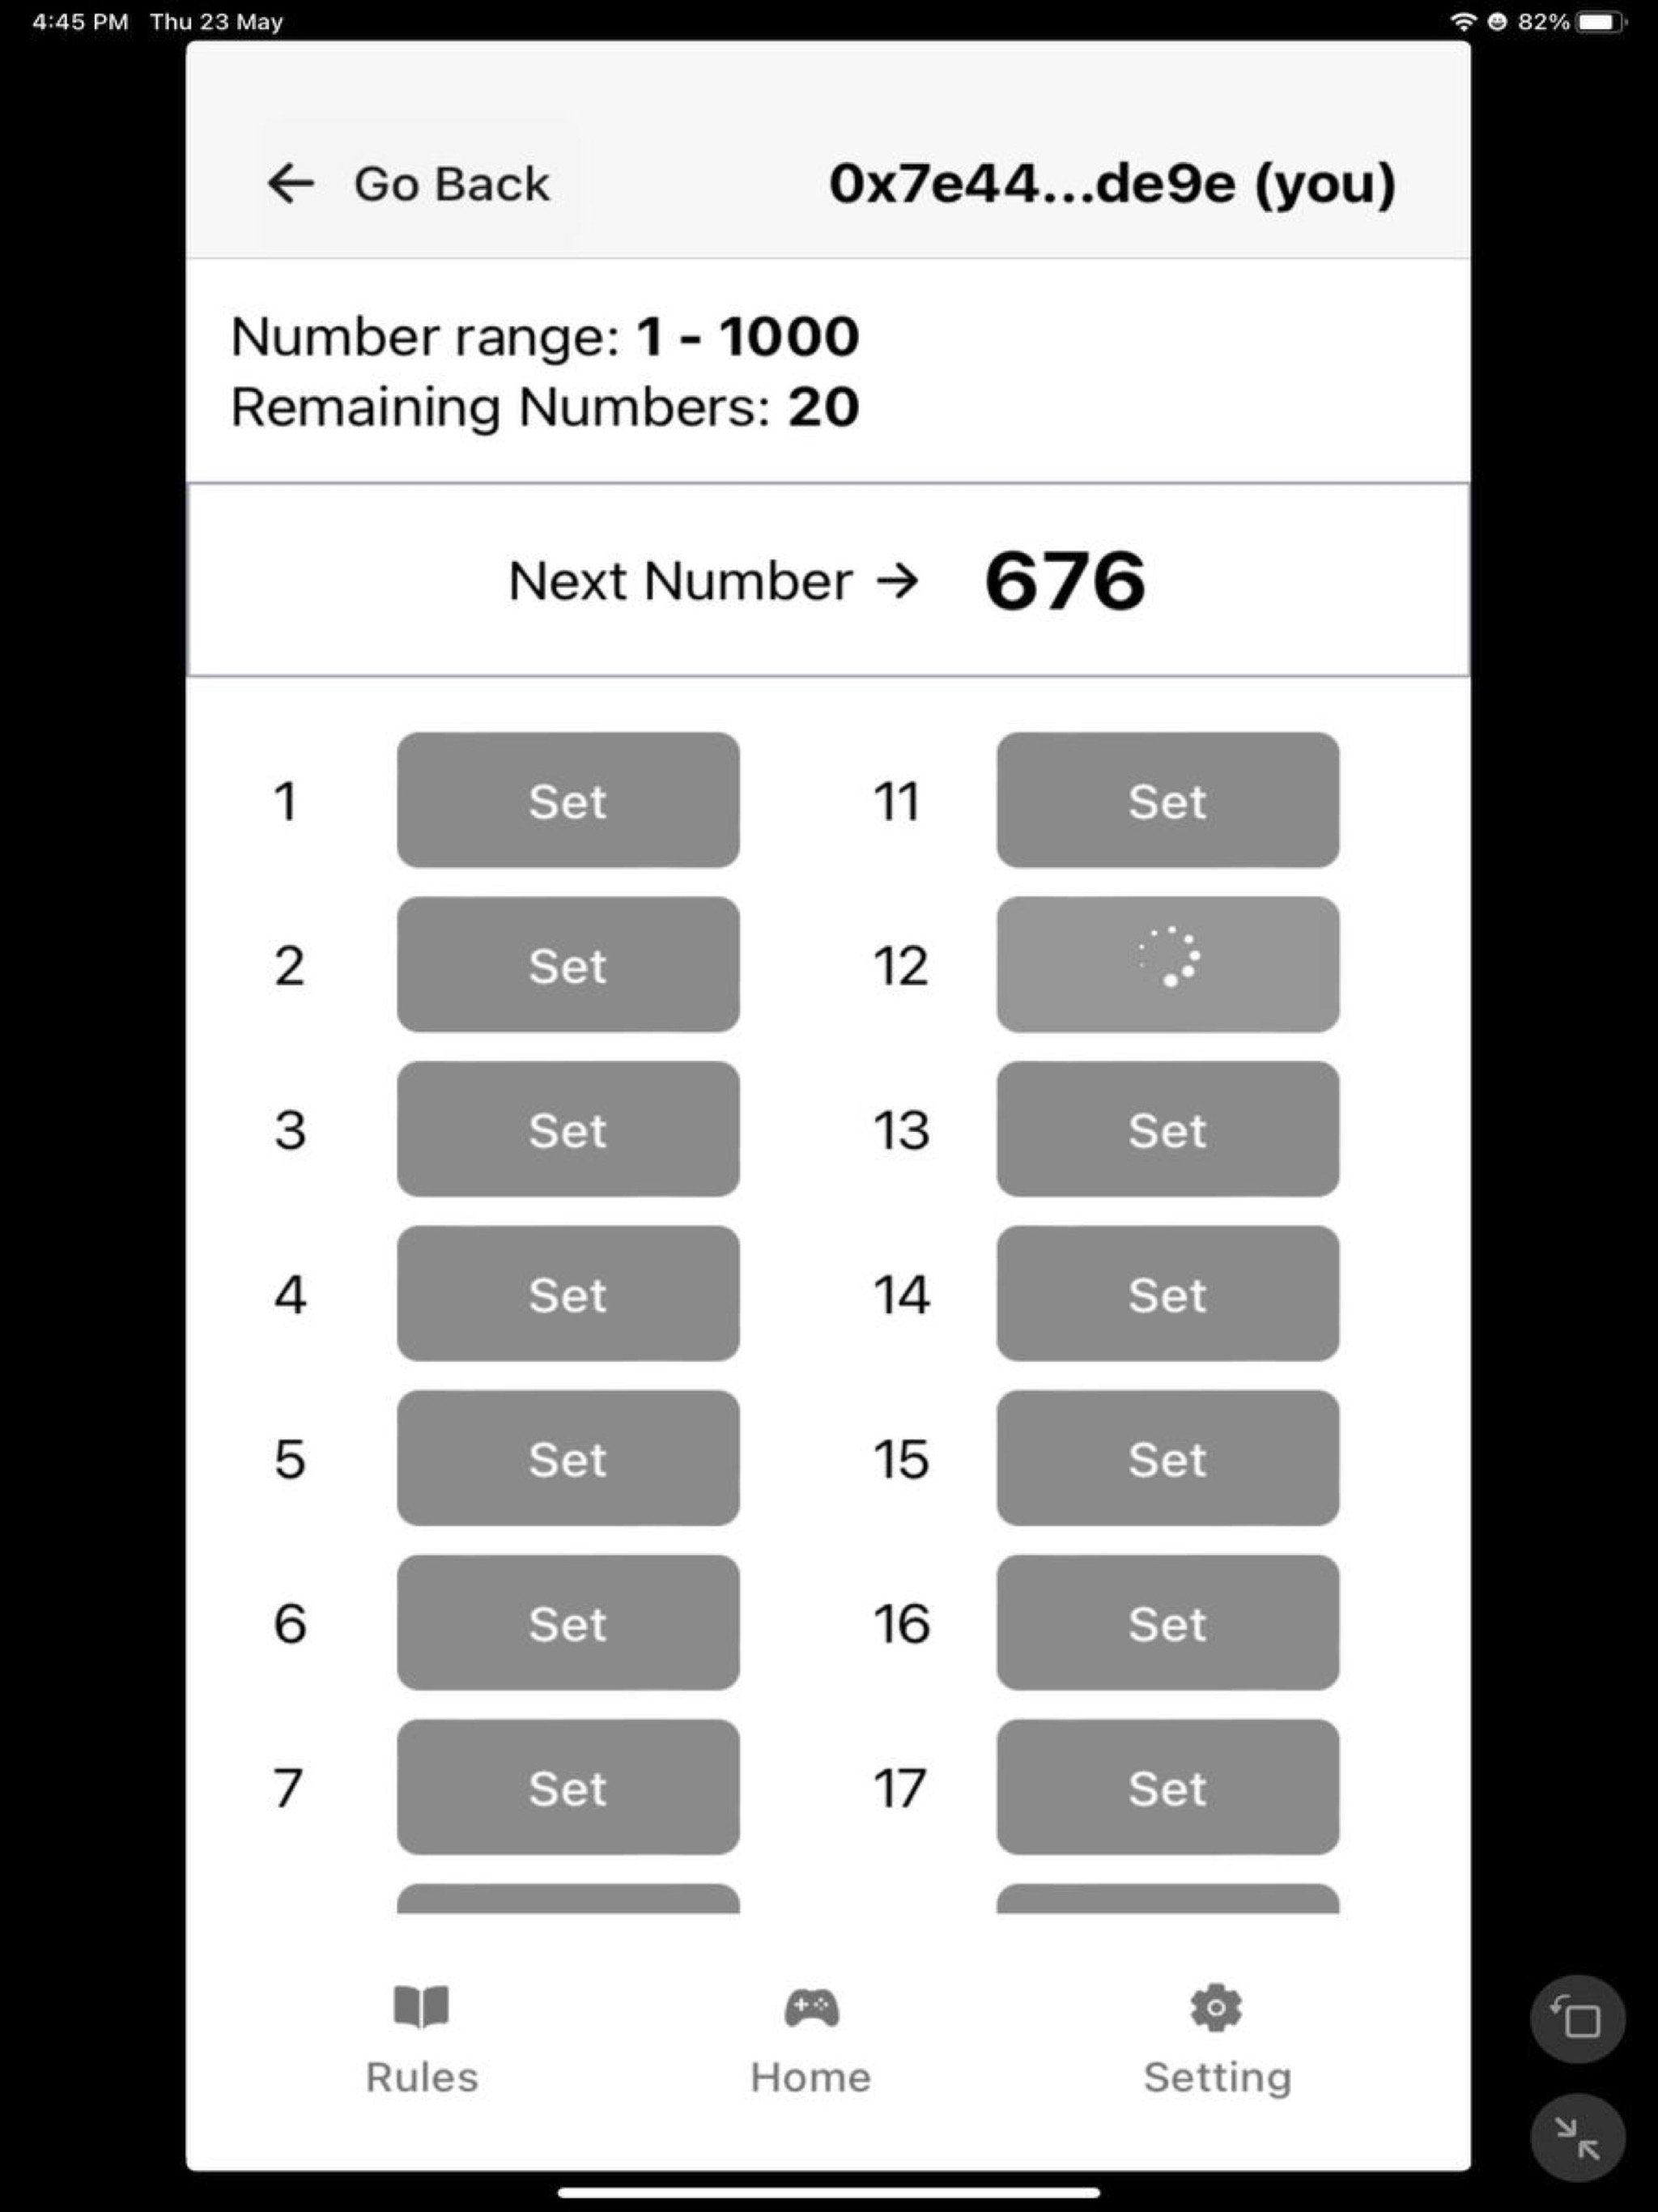 4:45 PM Thu 23 May 82%
← Go Back 0x7e44...de9e (you)
Number range: 1 - 1000
Remaining Numbers: 20
Next Number → 676
1 Set 11 Set
2 Set 12
3 Set 13 Set
4 Set 14 Set
5 Set 15 Set
6 Set 16 Set
7 Set 17 Set
Rules Home Setting